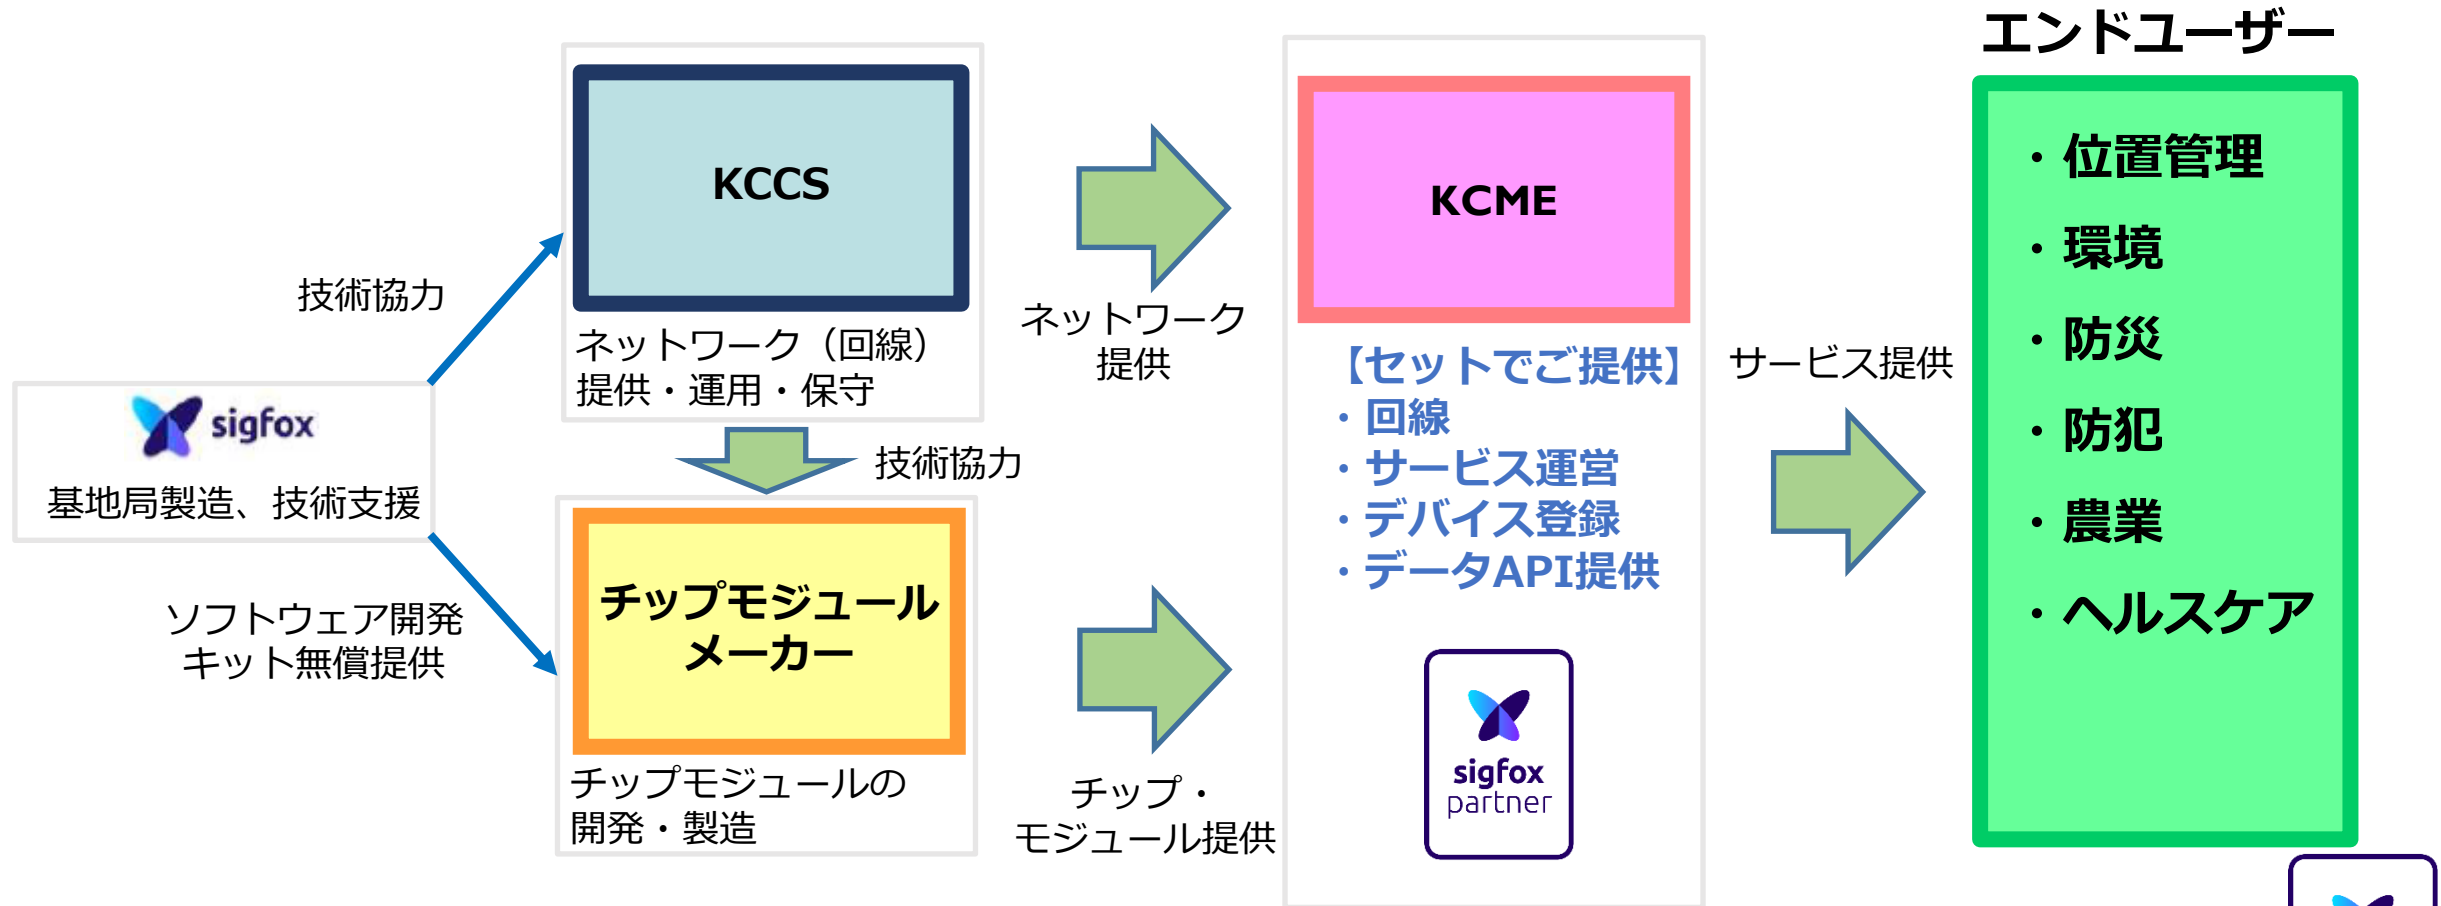 エンドユーザー
KCCS
ネットワーク（回線）
提供・運用・保守
技術協力
sigfox
基地局製造、技術支援
ソフトウェア開発
キット無償提供
技術協力
チップモジュール
メーカー
チップモジュールの
開発・製造
ネットワーク
提供
チップ・
モジュール提供
KCME
【セットでご提供】
・回線
・サービス運営
・デバイス登録
・データAPI提供
sigfox
partner
サービス提供
・位置管理
・環境
・防災
・防犯
・農業
・ヘルスケア